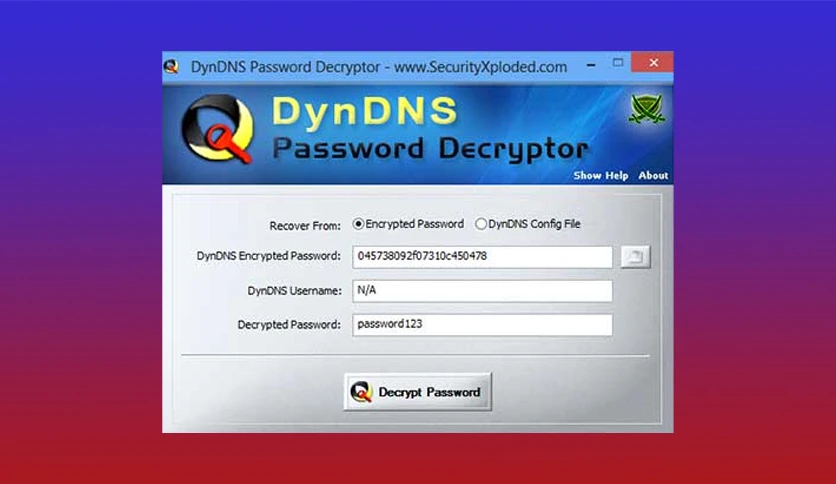 DynDNS Password Decryptor - www.SecurityXploded.com
DynDNS
Password Decryptor
Show Help About
Recover From: Encrypted Password DynDNS Config File
DynDNS Encrypted Password: 045738092f07310c450478
DynDNS Username: N/A
Decrypted Password: password123
Decrypt Password